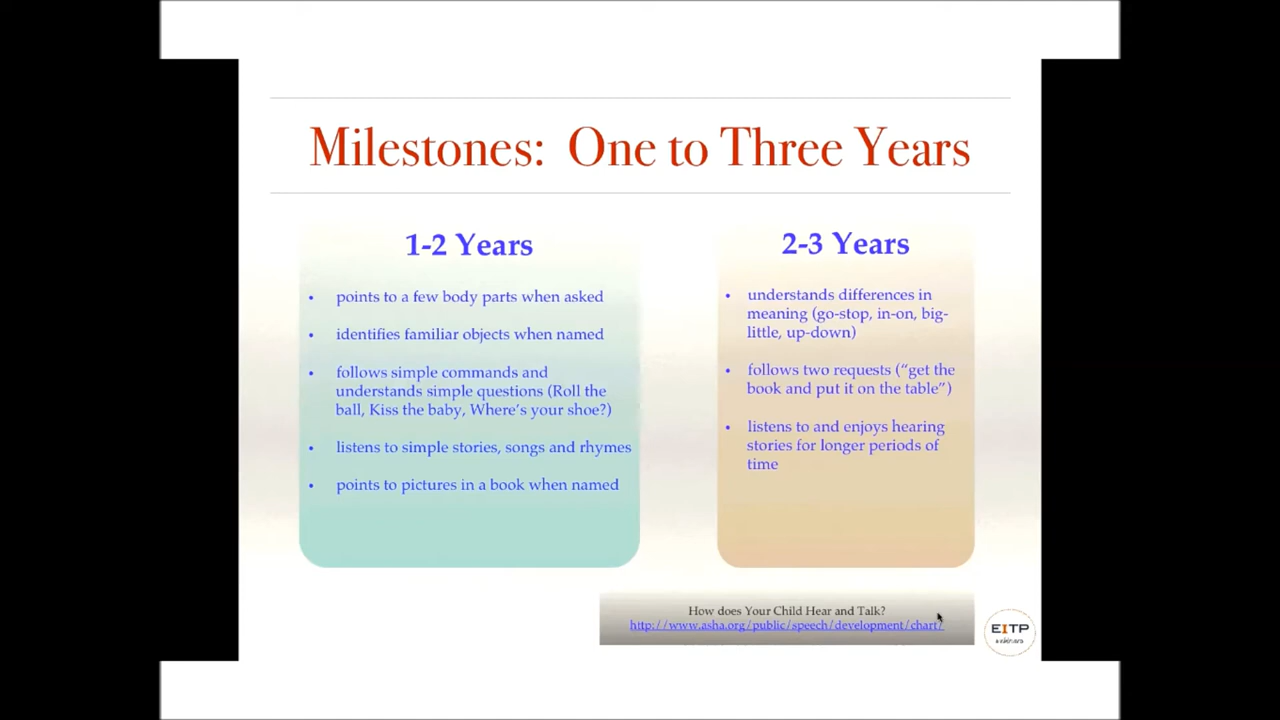 Milestones: One to Three Years
1-2 Years
• points to a few body parts when asked
• identifies familiar objects when named
• follows simple commands and
understands simple questions (Roll the
ball, Kiss the baby, Where's your shoe?)
• listens to simple stories, songs and rhymes
• points to pictures in a book when named
2-3 Years
• understands differences in
meaning (go-stop, in-on, big-
little, up-down)
• follows two requests (“get the
book and put it on the table”)
• listens to and enjoys hearing
stories for longer periods of
time
How does Your Child Hear and Talk?
http://www.asha.org/public/speech/development/chart/
EITP
webinars